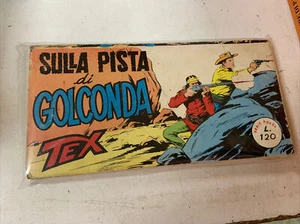 SULLA PISTA
di
GOLCONDA
TEX
L.
120